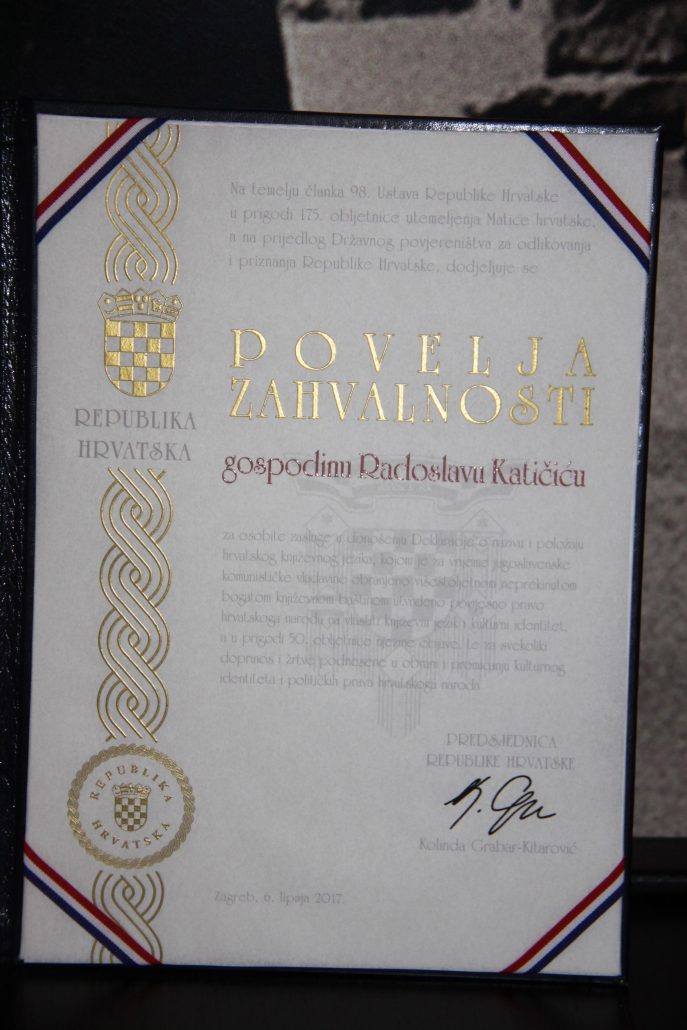 Na temelju članka 98. Ustava Republike Hrvatske
u prigodi 175. obljetnice utemeljenja Matice hrvatske,
a na prijedlog Državnog povjereništva za odlikovanja
i priznanja Republike Hrvatske, dodjeljuje se
POVELJA
ZAHVALNOSTI
REPUBLIKA
HRVATSKA
gospodinu Radoslavu Katičiću
za osobite zasluge u donošenju Deklaracije o nazivu i položaju
hrvatskog književnog jezika, kojom je za vrijeme jugoslavenske
komunističke vladavine obranjeno višestoljetnom neprekinutom
bogatom književnom baštinom utvrđeno povijesno pravo
hrvatskoga naroda na vlastiti književni jezik i kulturni identitet,
a u prigodi 50. obljetnice njezine objave, te za svekoliki
doprinos i žrtve podnesene u obrani i promicanju kulturnog
identiteta i političkih prava hrvatskoga naroda
PREDSJEDNICA
REPUBLIKE HRVATSKE
Kolinda Grabar-Kitarović
REPUBLIKA
HRVATSKA
Zagreb, 6. lipnja 2017.